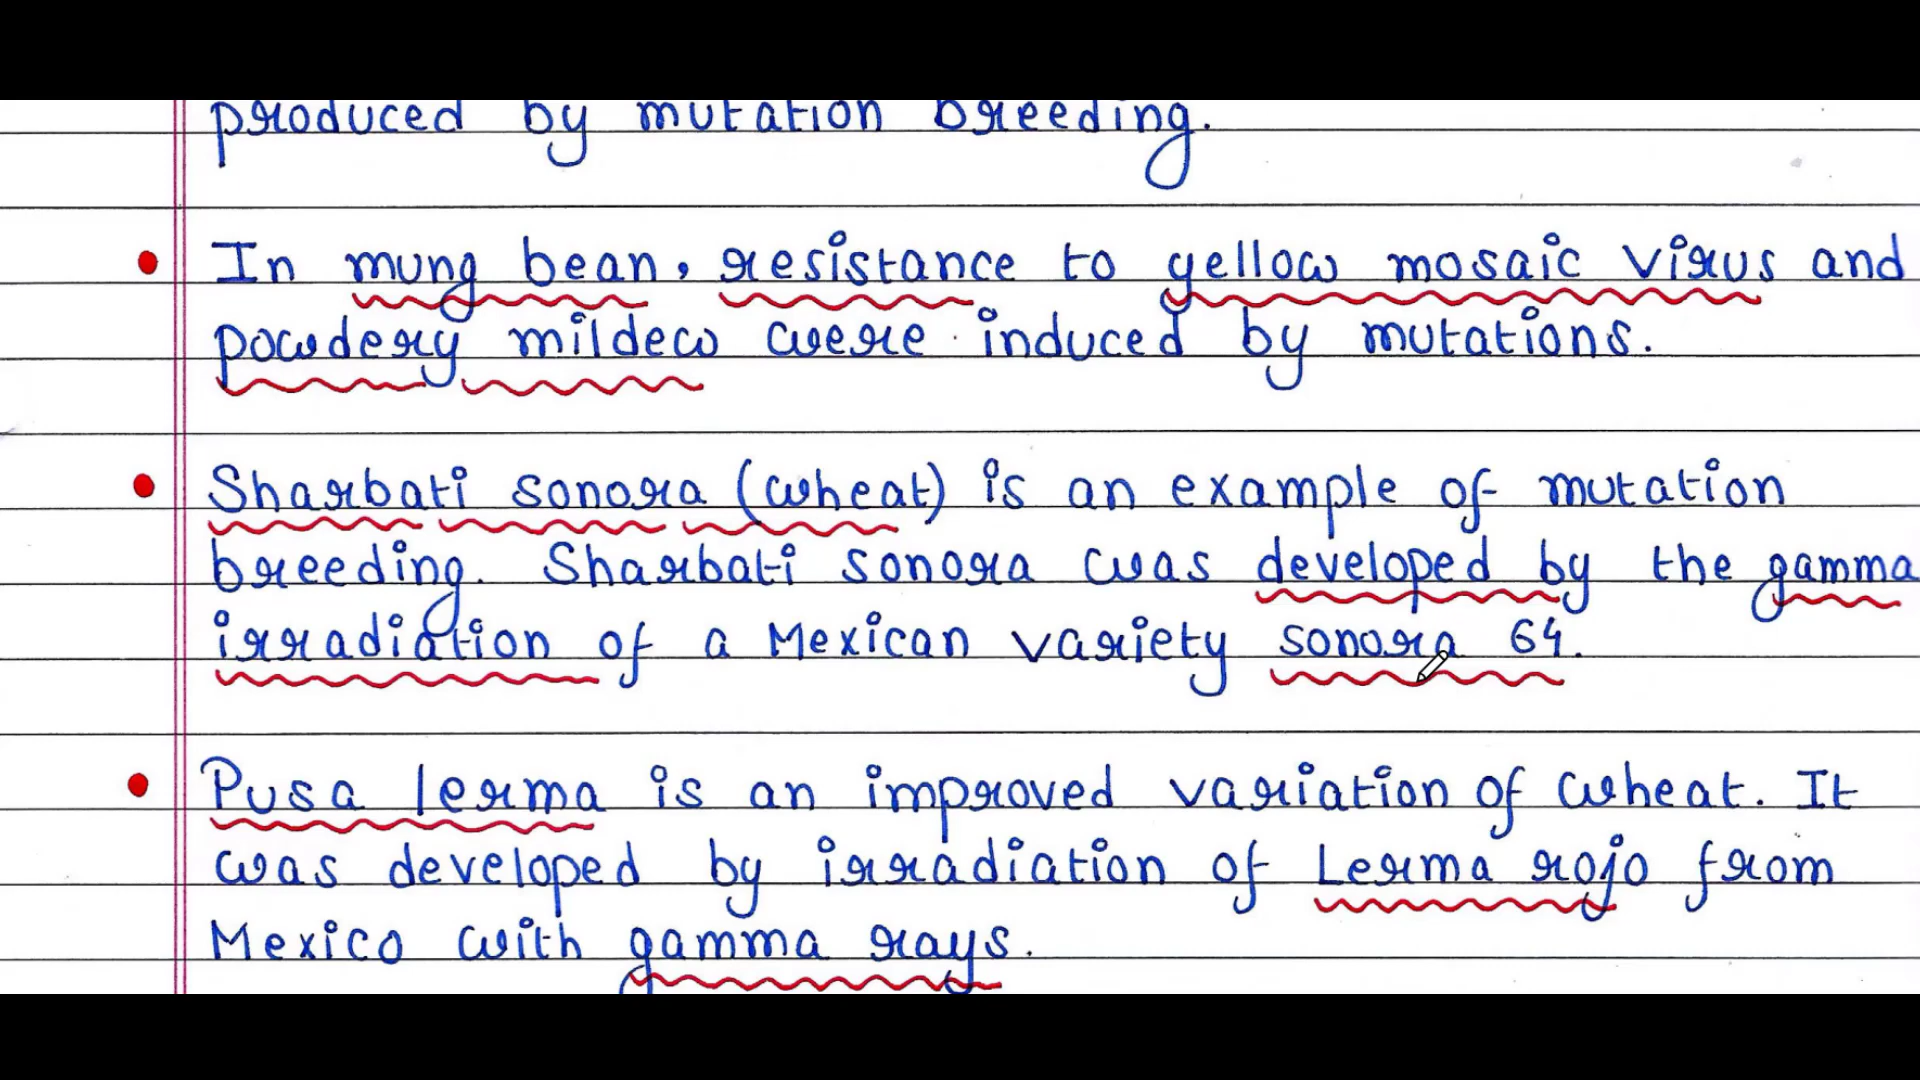 produced by mutation breeding.
In mung bean, resistance to yellow mosaic virus and
powdery mildew were induced by mutations.
Sharbati sonora (wheat) is an example of mutation
breeding. Sharbati sonora was developed by the gamma
irradiation of a Mexican variety sonora 64.
Pusa lerma is an improved variation of wheat. It
was developed by irradiation of Lerma rojo from
Mexico with gamma rays.